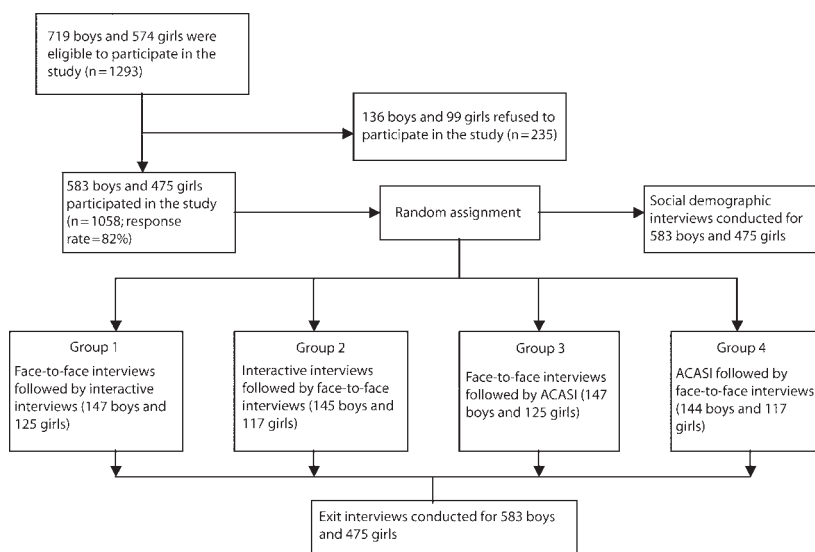 719 boys and 574 girls were
eligible to participate in the
study (n=1293)
136 boys and 99 girls refused to
participate in the study (n=235)
583 boys and 475 girls
participated in the study
(n=1058; response
rate=82%)
Random assignment
Social demographic
interviews conducted for
583 boys and 475 girls
Group 1
Face-to-face interviews
followed by interactive
interviews (147 boys and
125 girls)
Group 2
Interactive interviews
followed by face-to-face
interviews (145 boys and
117 girls)
Group 3
Face-to-face interviews
followed by ACASI (147
boys and 125 girls)
Group 4
ACASI followed by
face-to-face interviews
(144 boys and 117
girls)
Exit interviews conducted for 583 boys
and 475 girls